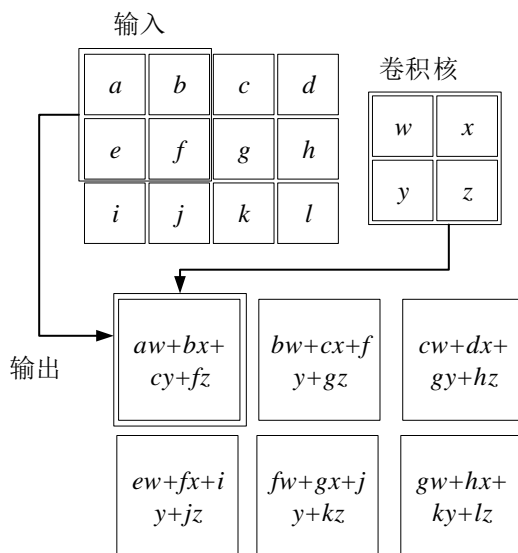 输入
卷积核
a b c d
e f g h
i j k l
w x
y z
输出
aw+bx+
cy+fz
bw+cx+f
y+gz
cw+dx+
gy+hz
ew+fx+i
y+jz
fw+gx+j
y+kz
gw+hx+
ky+lz